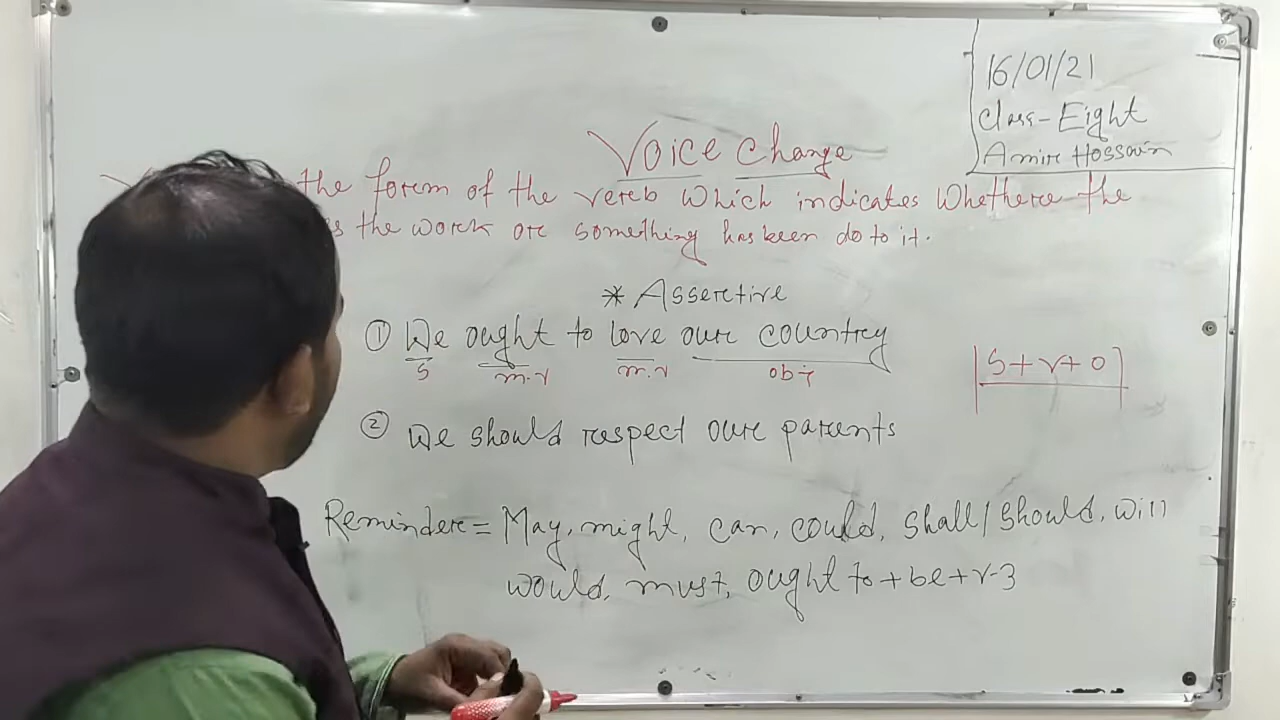 16/01/21
Class-Eight
Amir Hossain
Voice Change
the form of the verb which indicates Whether the
the work or something has been do to it.
* Assertive
① We ought to love our country
S m.v m.v obj
S+v+o
② We should respect our parents
Reminder = May, might, can, could, shall/should, will
would, must, ought to + be + v-3